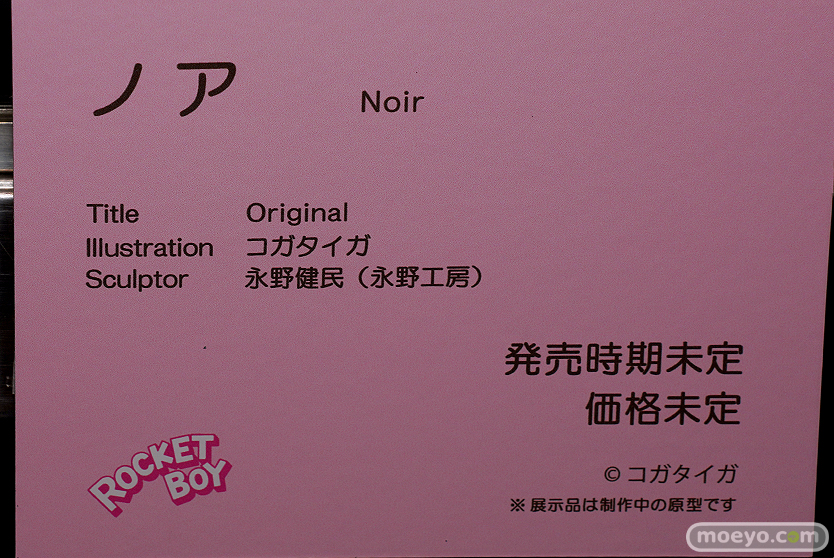 ノア Noir
Title Original
Illustration コガタイガ
Sculptor 永野健民（永野工房）
発売時期未定
価格未定
© コガタイガ
※ 展示品は制作中の原型です
ROCKET
BOY
moeyo.com